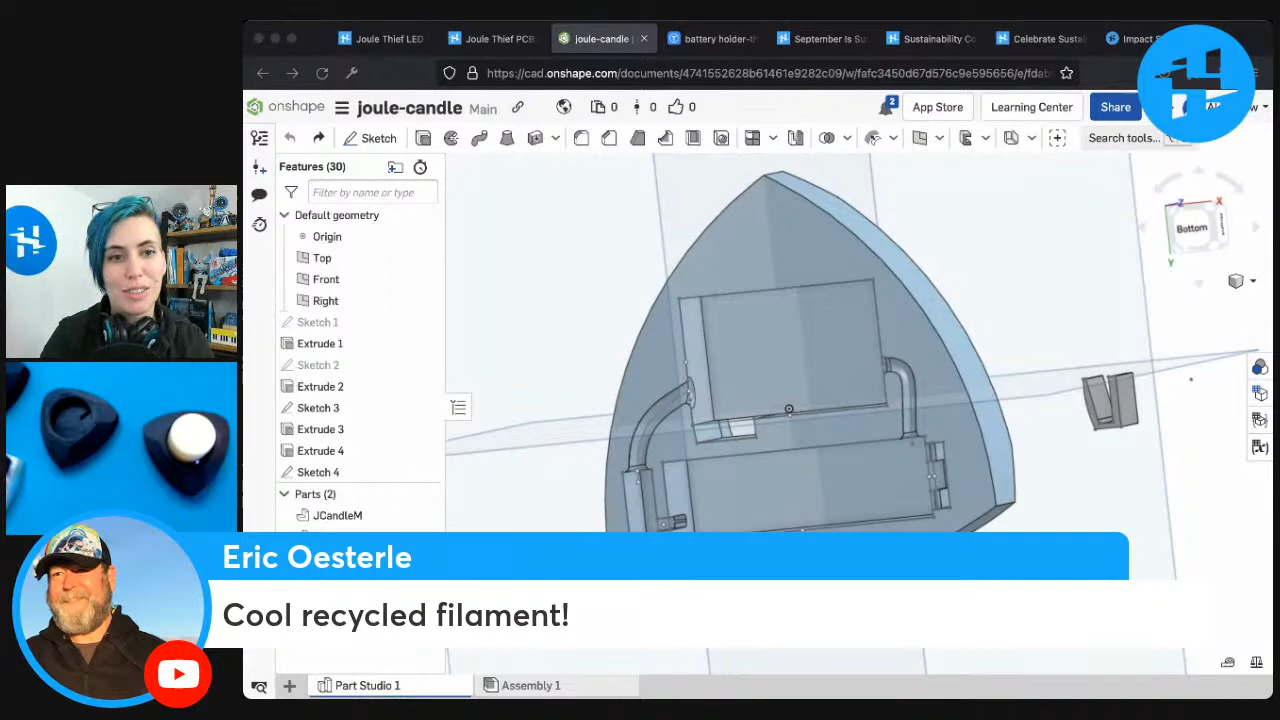 Joule Thief LED
Joule Thief PCB
joule-candle |
battery holder-th
September is Su
Sustainability Co
Celebrate Sustai
Impact S
https://cad.onshape.com/documents/4741552628b61461e9282c09/w/fafc3450d67d576c9e595656/e/fdab
onshape
joule-candle Main
0
0
0
2
App Store
Learning Center
Share
Sketch
Search tools...
Features (30)
Filter by name or type
Default geometry
Origin
Top
Front
Right
Sketch 1
Extrude 1
Sketch 2
Extrude 2
Sketch 3
Extrude 3
Extrude 4
Sketch 4
Parts (2)
JCandleM
Z
X
Bottom
Y
Eric Oesterle
Cool recycled filament!
Part Studio 1
Assembly 1